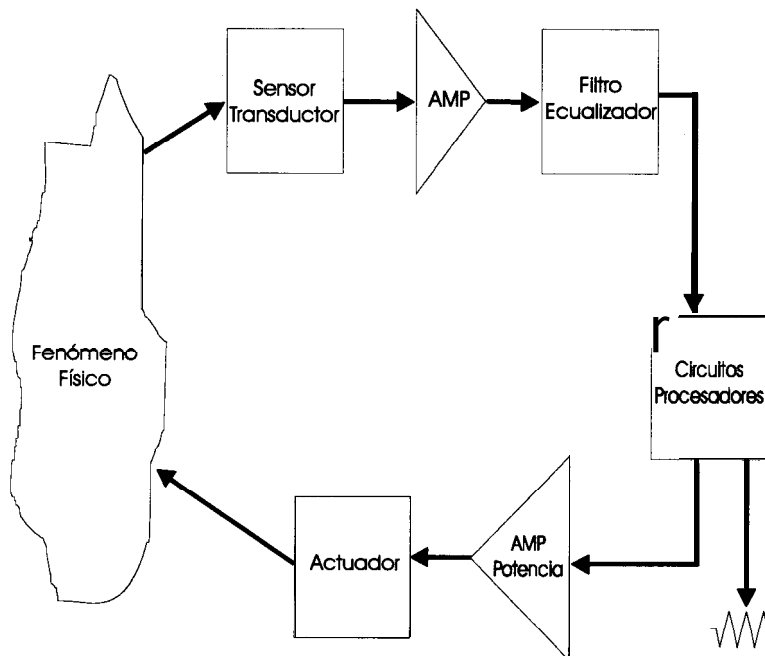 Sensor
Transductor
AMP
Filtro
Ecualizador
Fenómeno
Físico
Circuitos
Procesadores
Actuador
AMP
Potencia